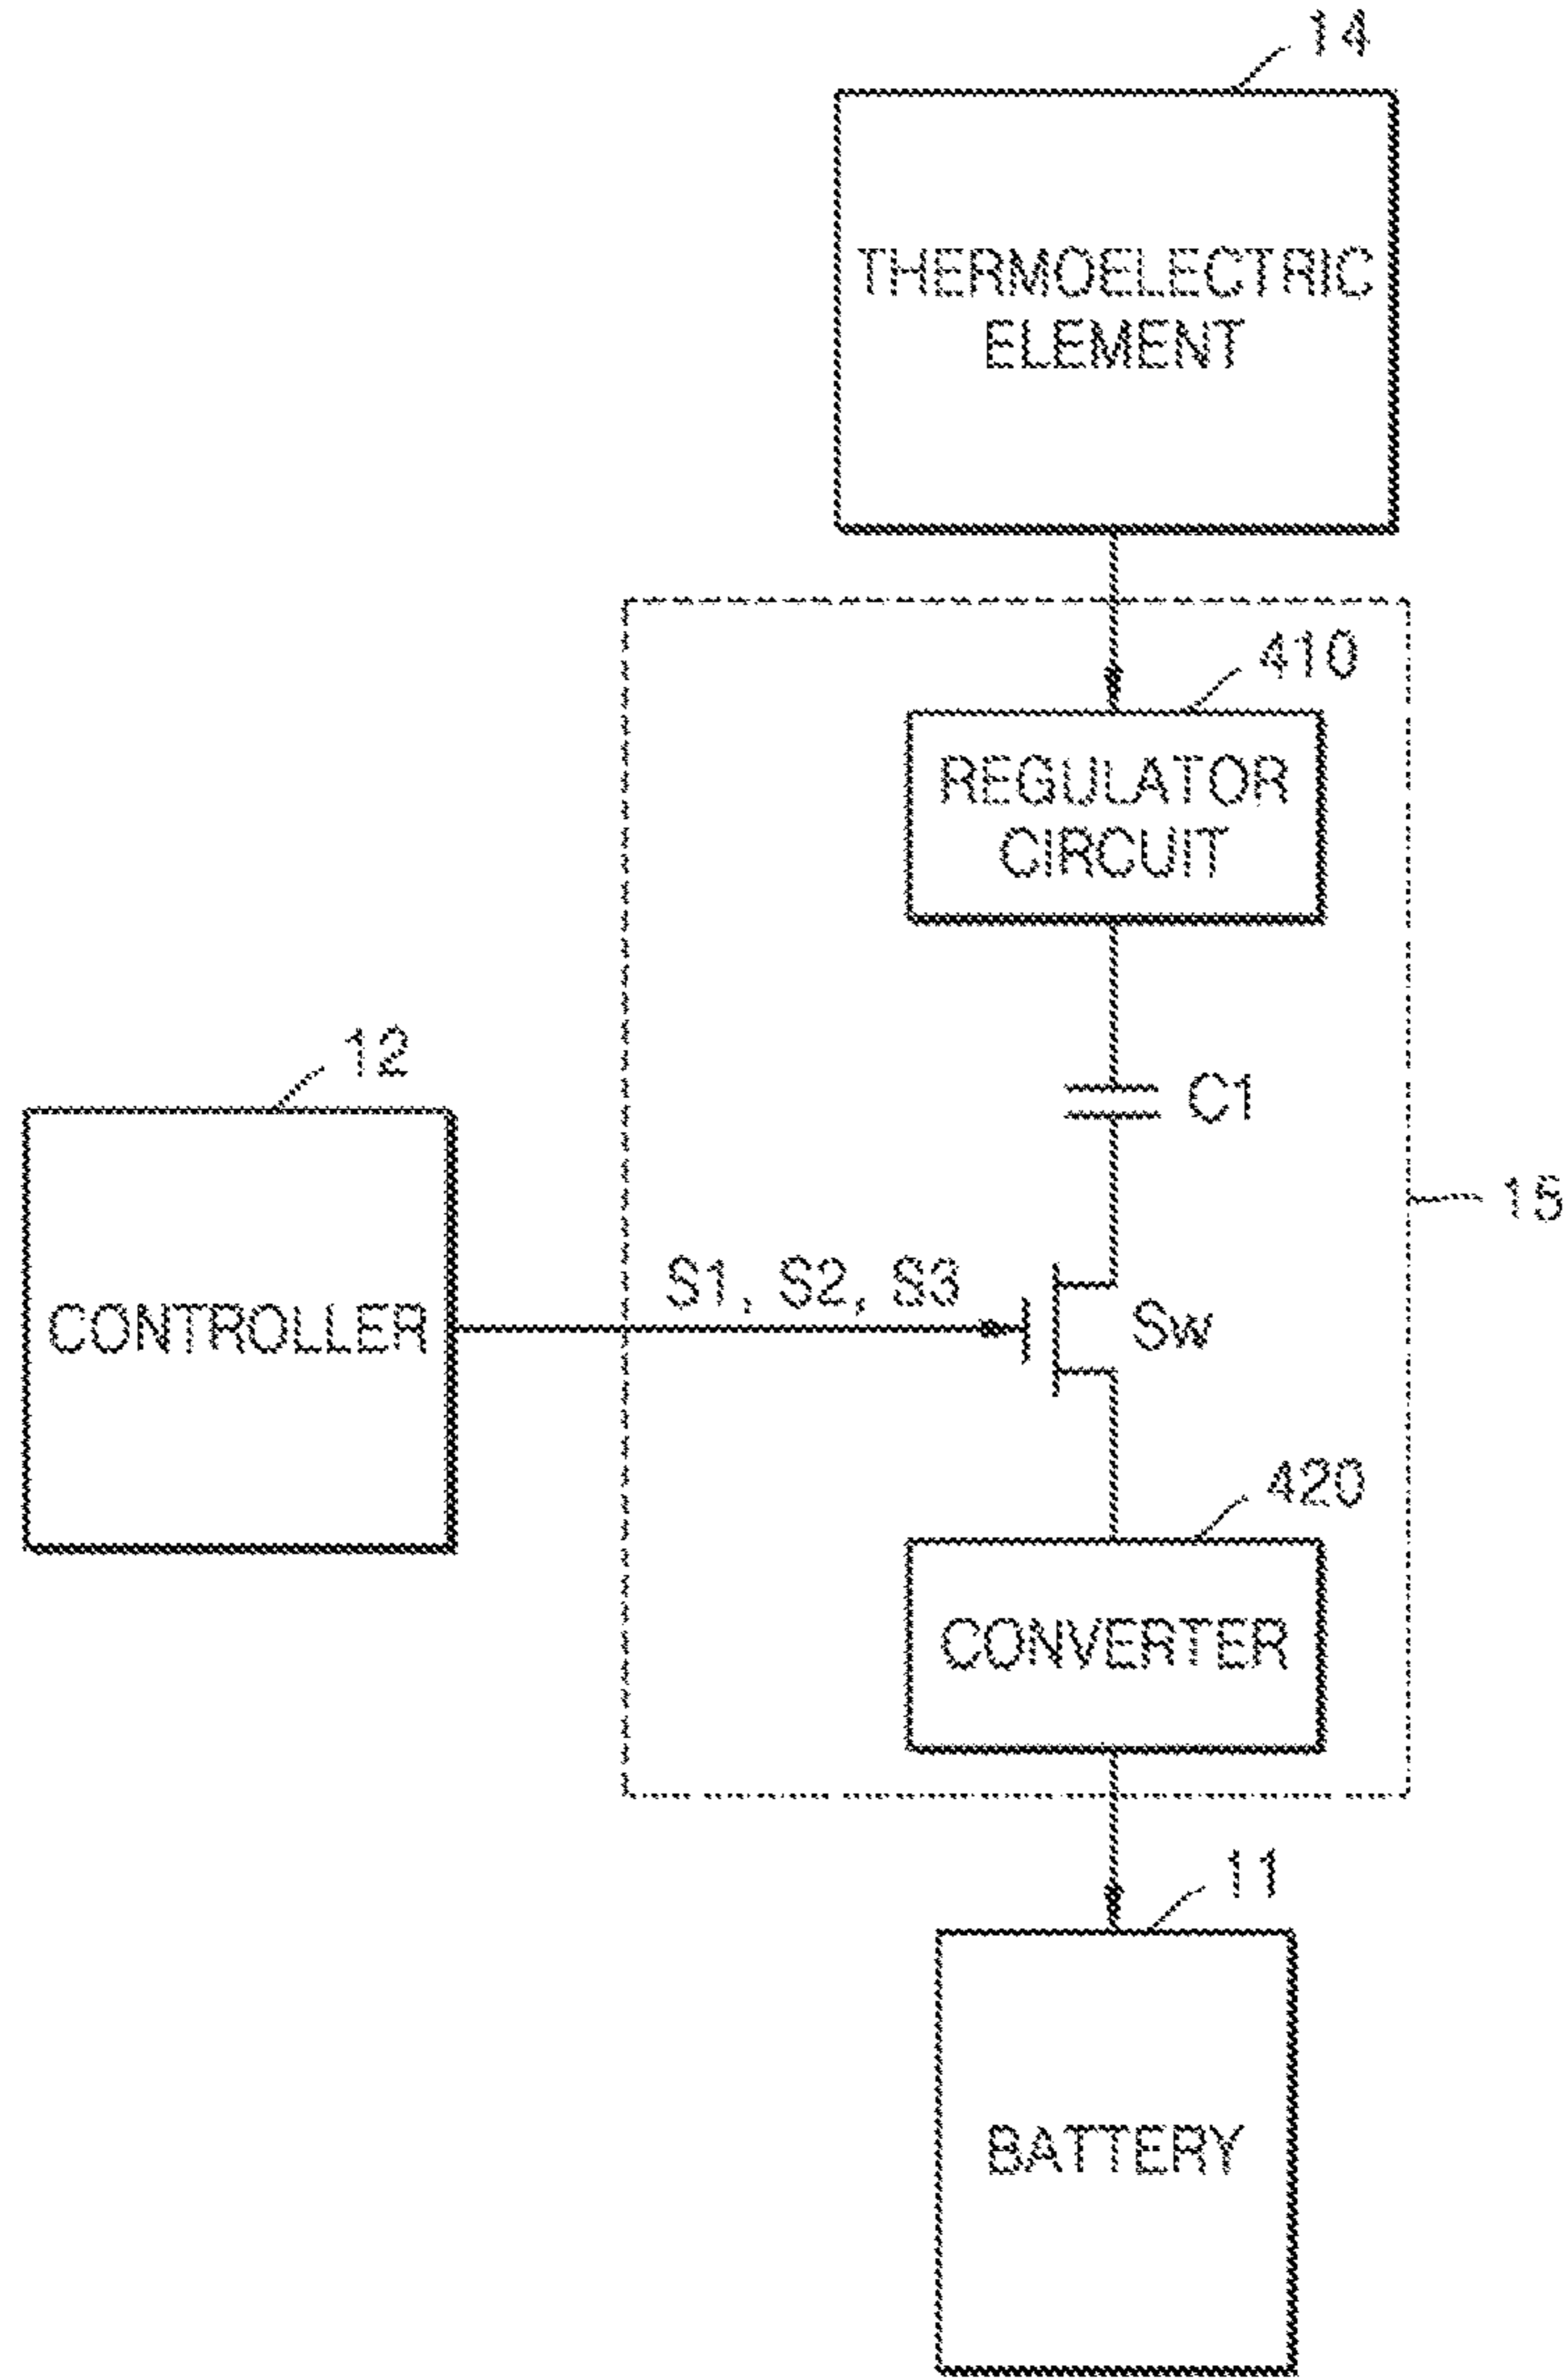 14
THERMOELECTRIC
ELEMENT
410
REGULATOR
CIRCUIT
12
C1
15
CONTROLLER
S1, S2, S3
Sw
420
CONVERTER
11
BATTERY